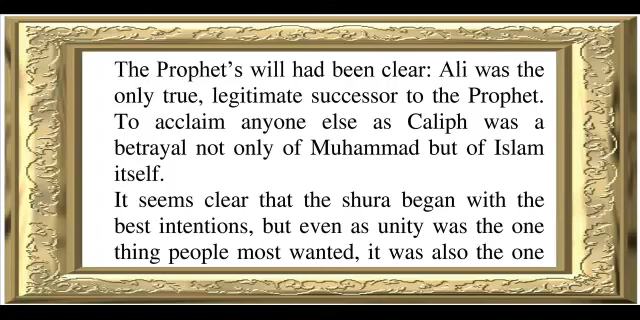 The Prophet’s will had been clear: Ali was the
only true, legitimate successor to the Prophet.
To acclaim anyone else as Caliph was a
betrayal not only of Muhammad but of Islam
itself.
It seems clear that the shura began with the
best intentions, but even as unity was the one
thing people most wanted, it was also the one